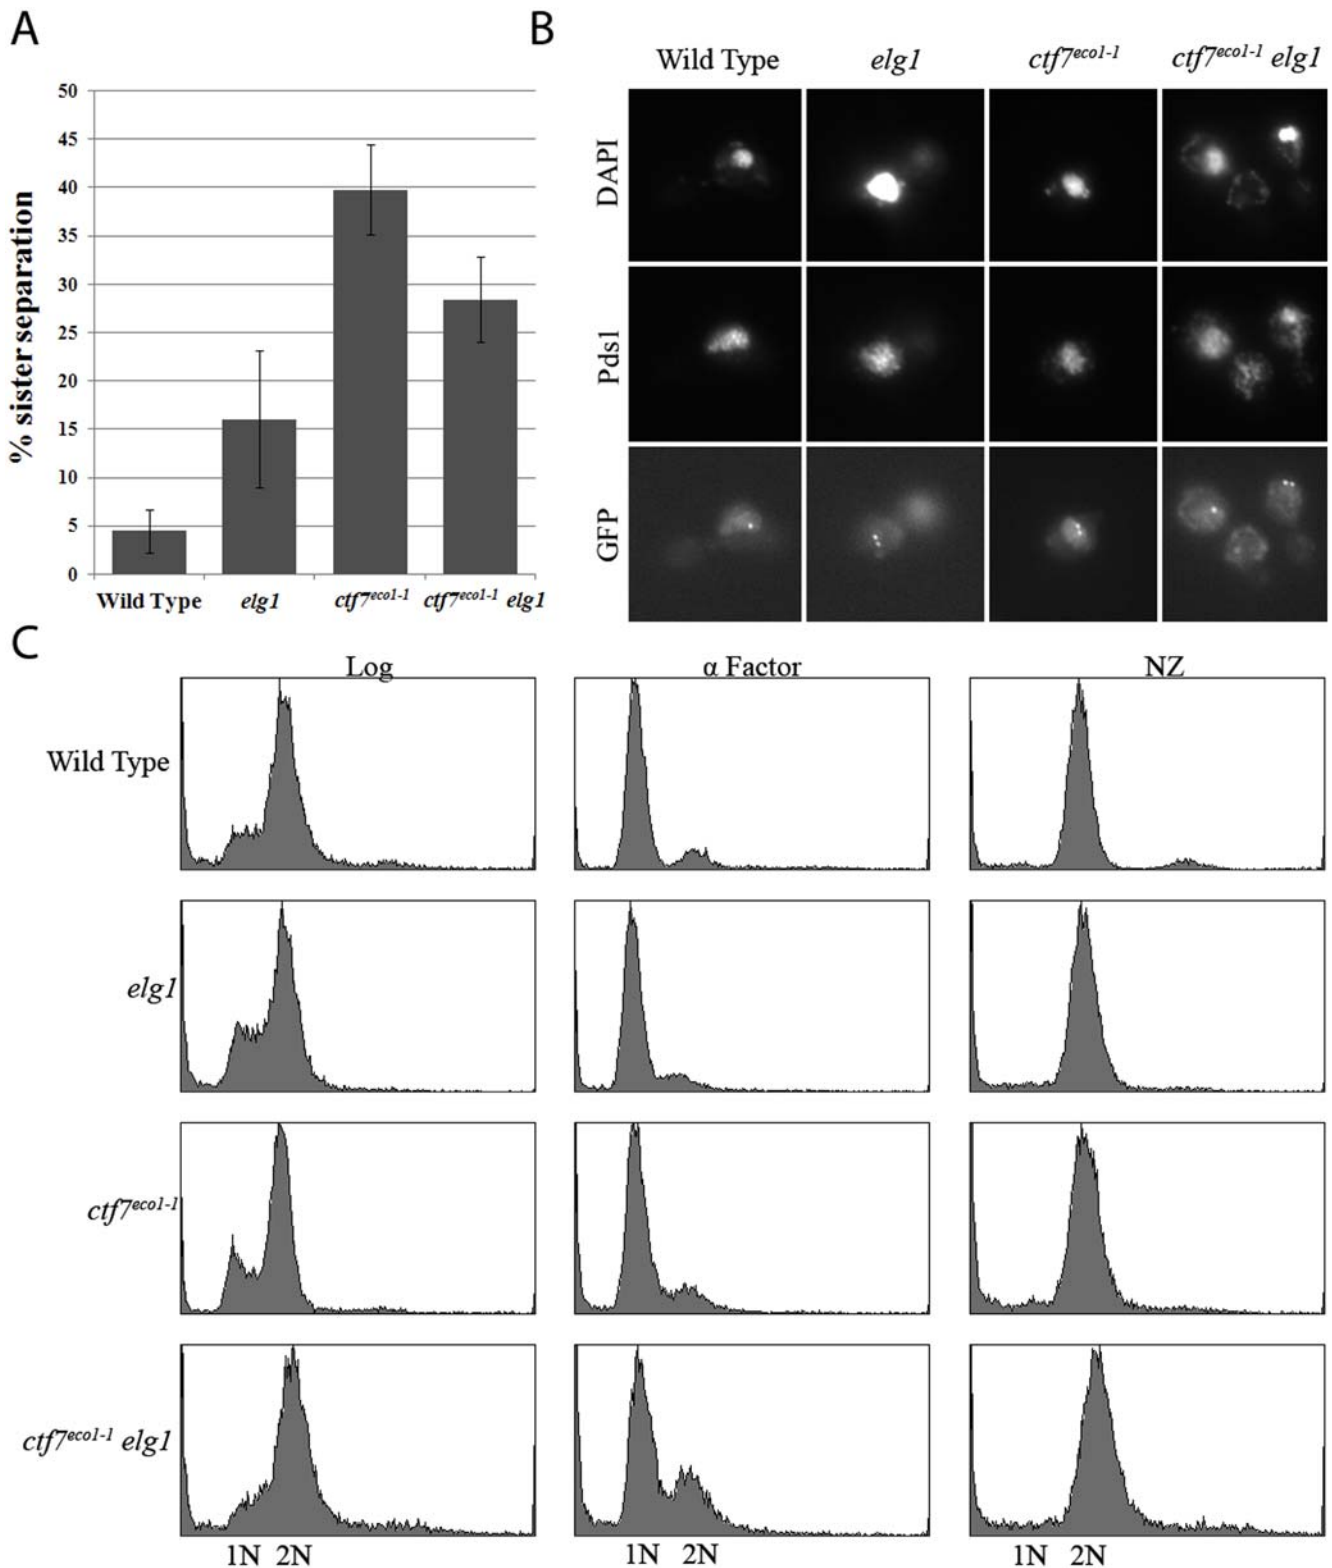 A
% sister separation
50
45
40
35
30
25
20
15
10
5
0
Wild Type elg1 ctf7eco1-1 ctf7eco1-1 elg1
B
Wild Type elg1 ctf7eco1-1 ctf7eco1-1 elg1
DAPI
Pds1
GFP
C
Log α Factor NZ
Wild Type
elg1
ctf7eco1-1
ctf7eco1-1 elg1
1N 2N 1N 2N 1N 2N